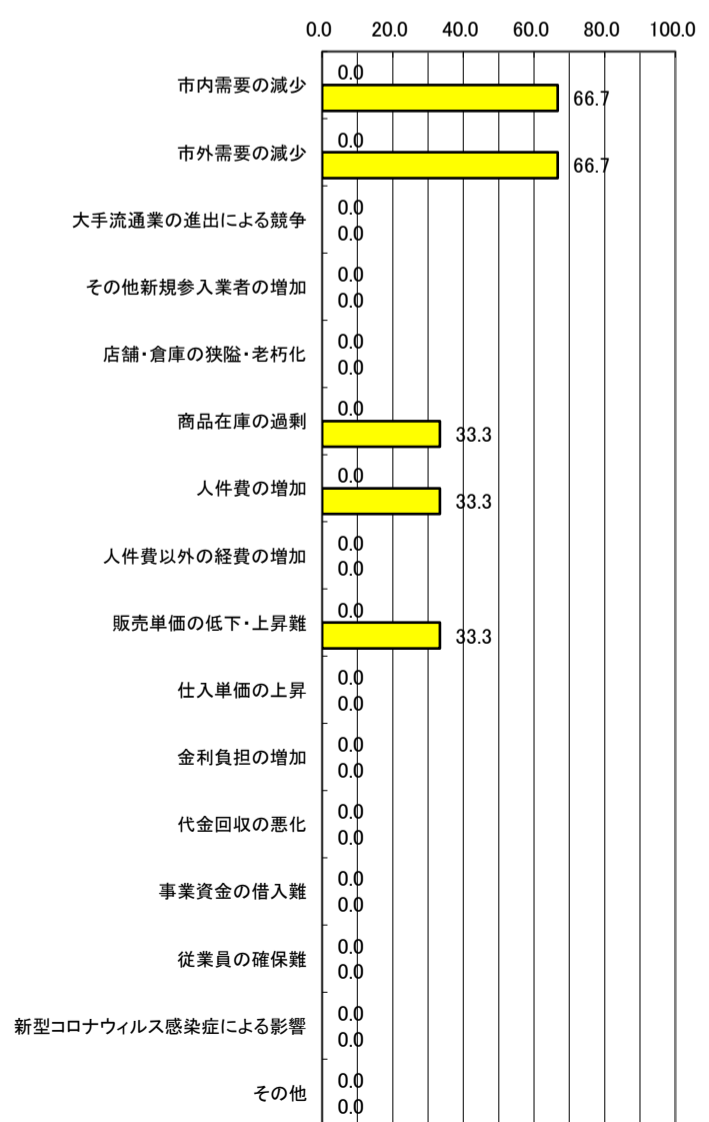 0.0 20.0 40.0 60.0 80.0 100.0
市内需要の減少
0.0
66.7
市外需要の減少
0.0
66.7
大手流通業の進出による競争
0.0
0.0
その他新規参入業者の増加
0.0
0.0
店舗・倉庫の狭隘・老朽化
0.0
0.0
商品在庫の過剰
0.0
33.3
人件費の増加
0.0
33.3
人件費以外の経費の増加
0.0
0.0
販売単価の低下・上昇難
0.0
33.3
仕入単価の上昇
0.0
0.0
金利負担の増加
0.0
0.0
代金回収の悪化
0.0
0.0
事業資金の借入難
0.0
0.0
従業員の確保難
0.0
0.0
新型コロナウィルス感染症による影響
0.0
0.0
その他
0.0
0.0